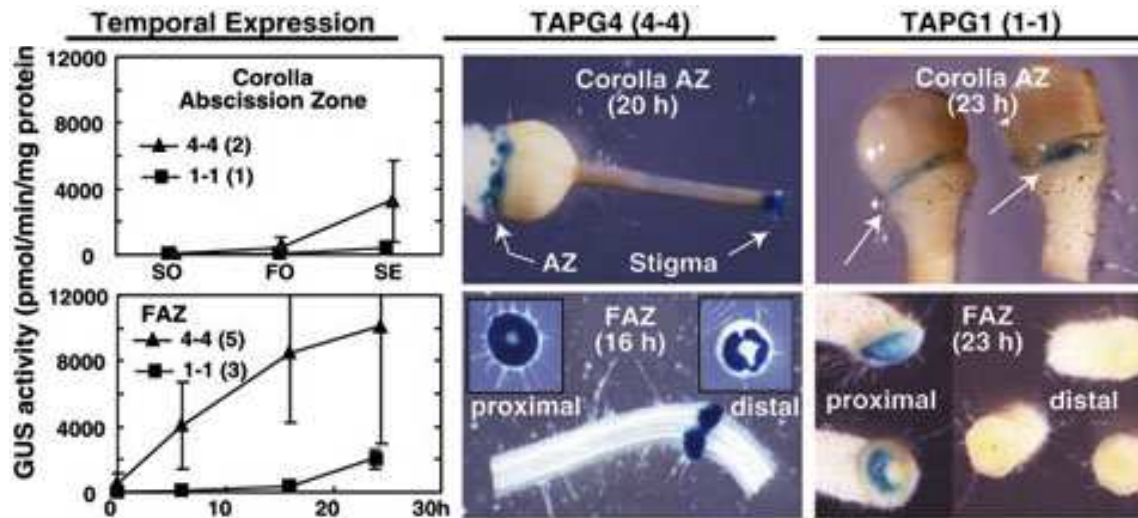 Temporal Expression
TAPG4 (4-4)
TAPG1 (1-1)
GUS activity (pmol/min/mg protein)
12000
8000
4000
0
Corolla
Abscission Zone
4-4 (2)
1-1 (1)
SO FO SE
12000
8000
4000
0
FAZ
4-4 (5)
1-1 (3)
0 10 20 30h
Corolla AZ
(20 h)
AZ
Stigma
FAZ
(16 h)
proximal
distal
Corolla AZ
(23 h)
FAZ
(23 h)
proximal
distal